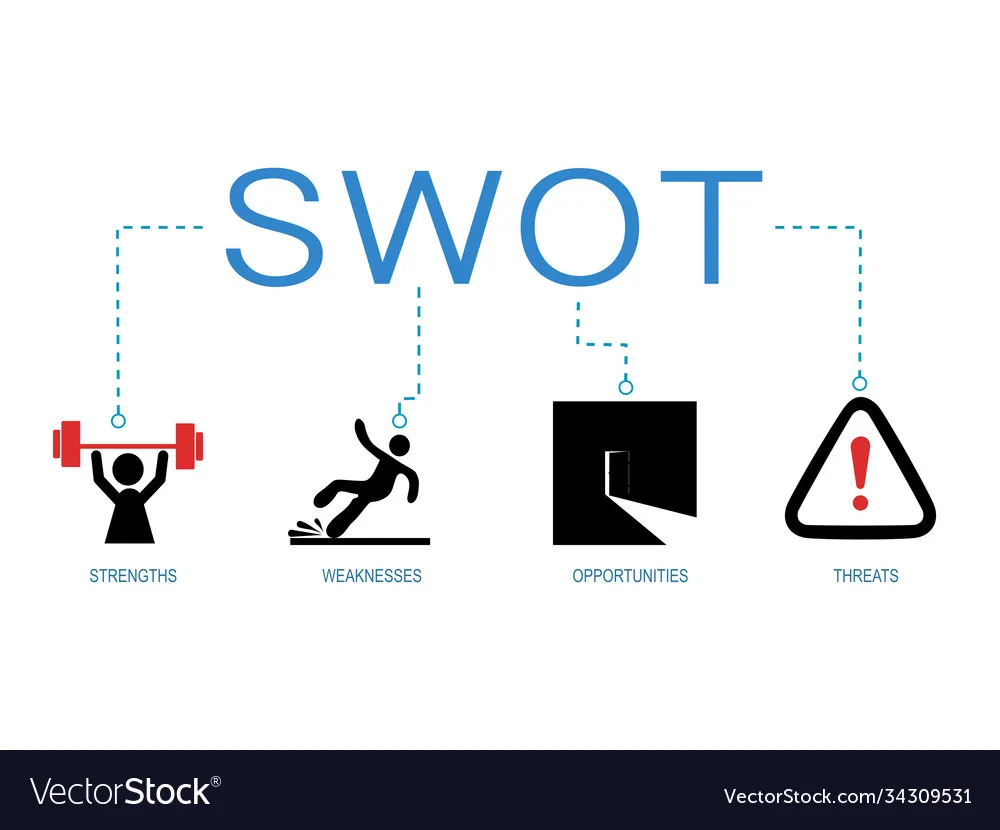 SWOT
STRENGTHS
WEAKNESSES
OPPORTUNITIES
THREATS
VectorStock®
VectorStock.com/34309531